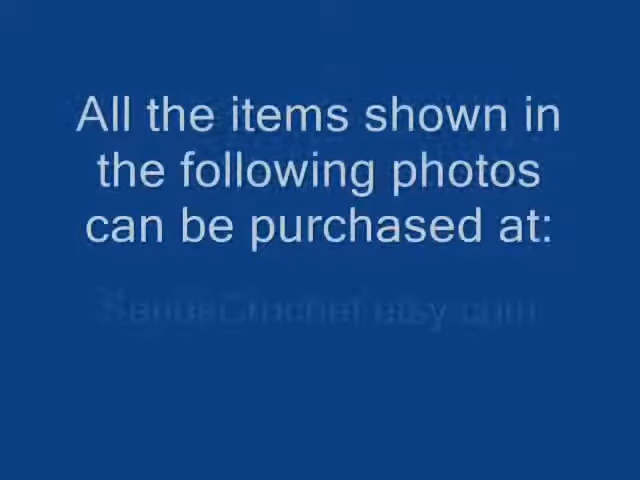 All the items shown in
the following photos
can be purchased at: